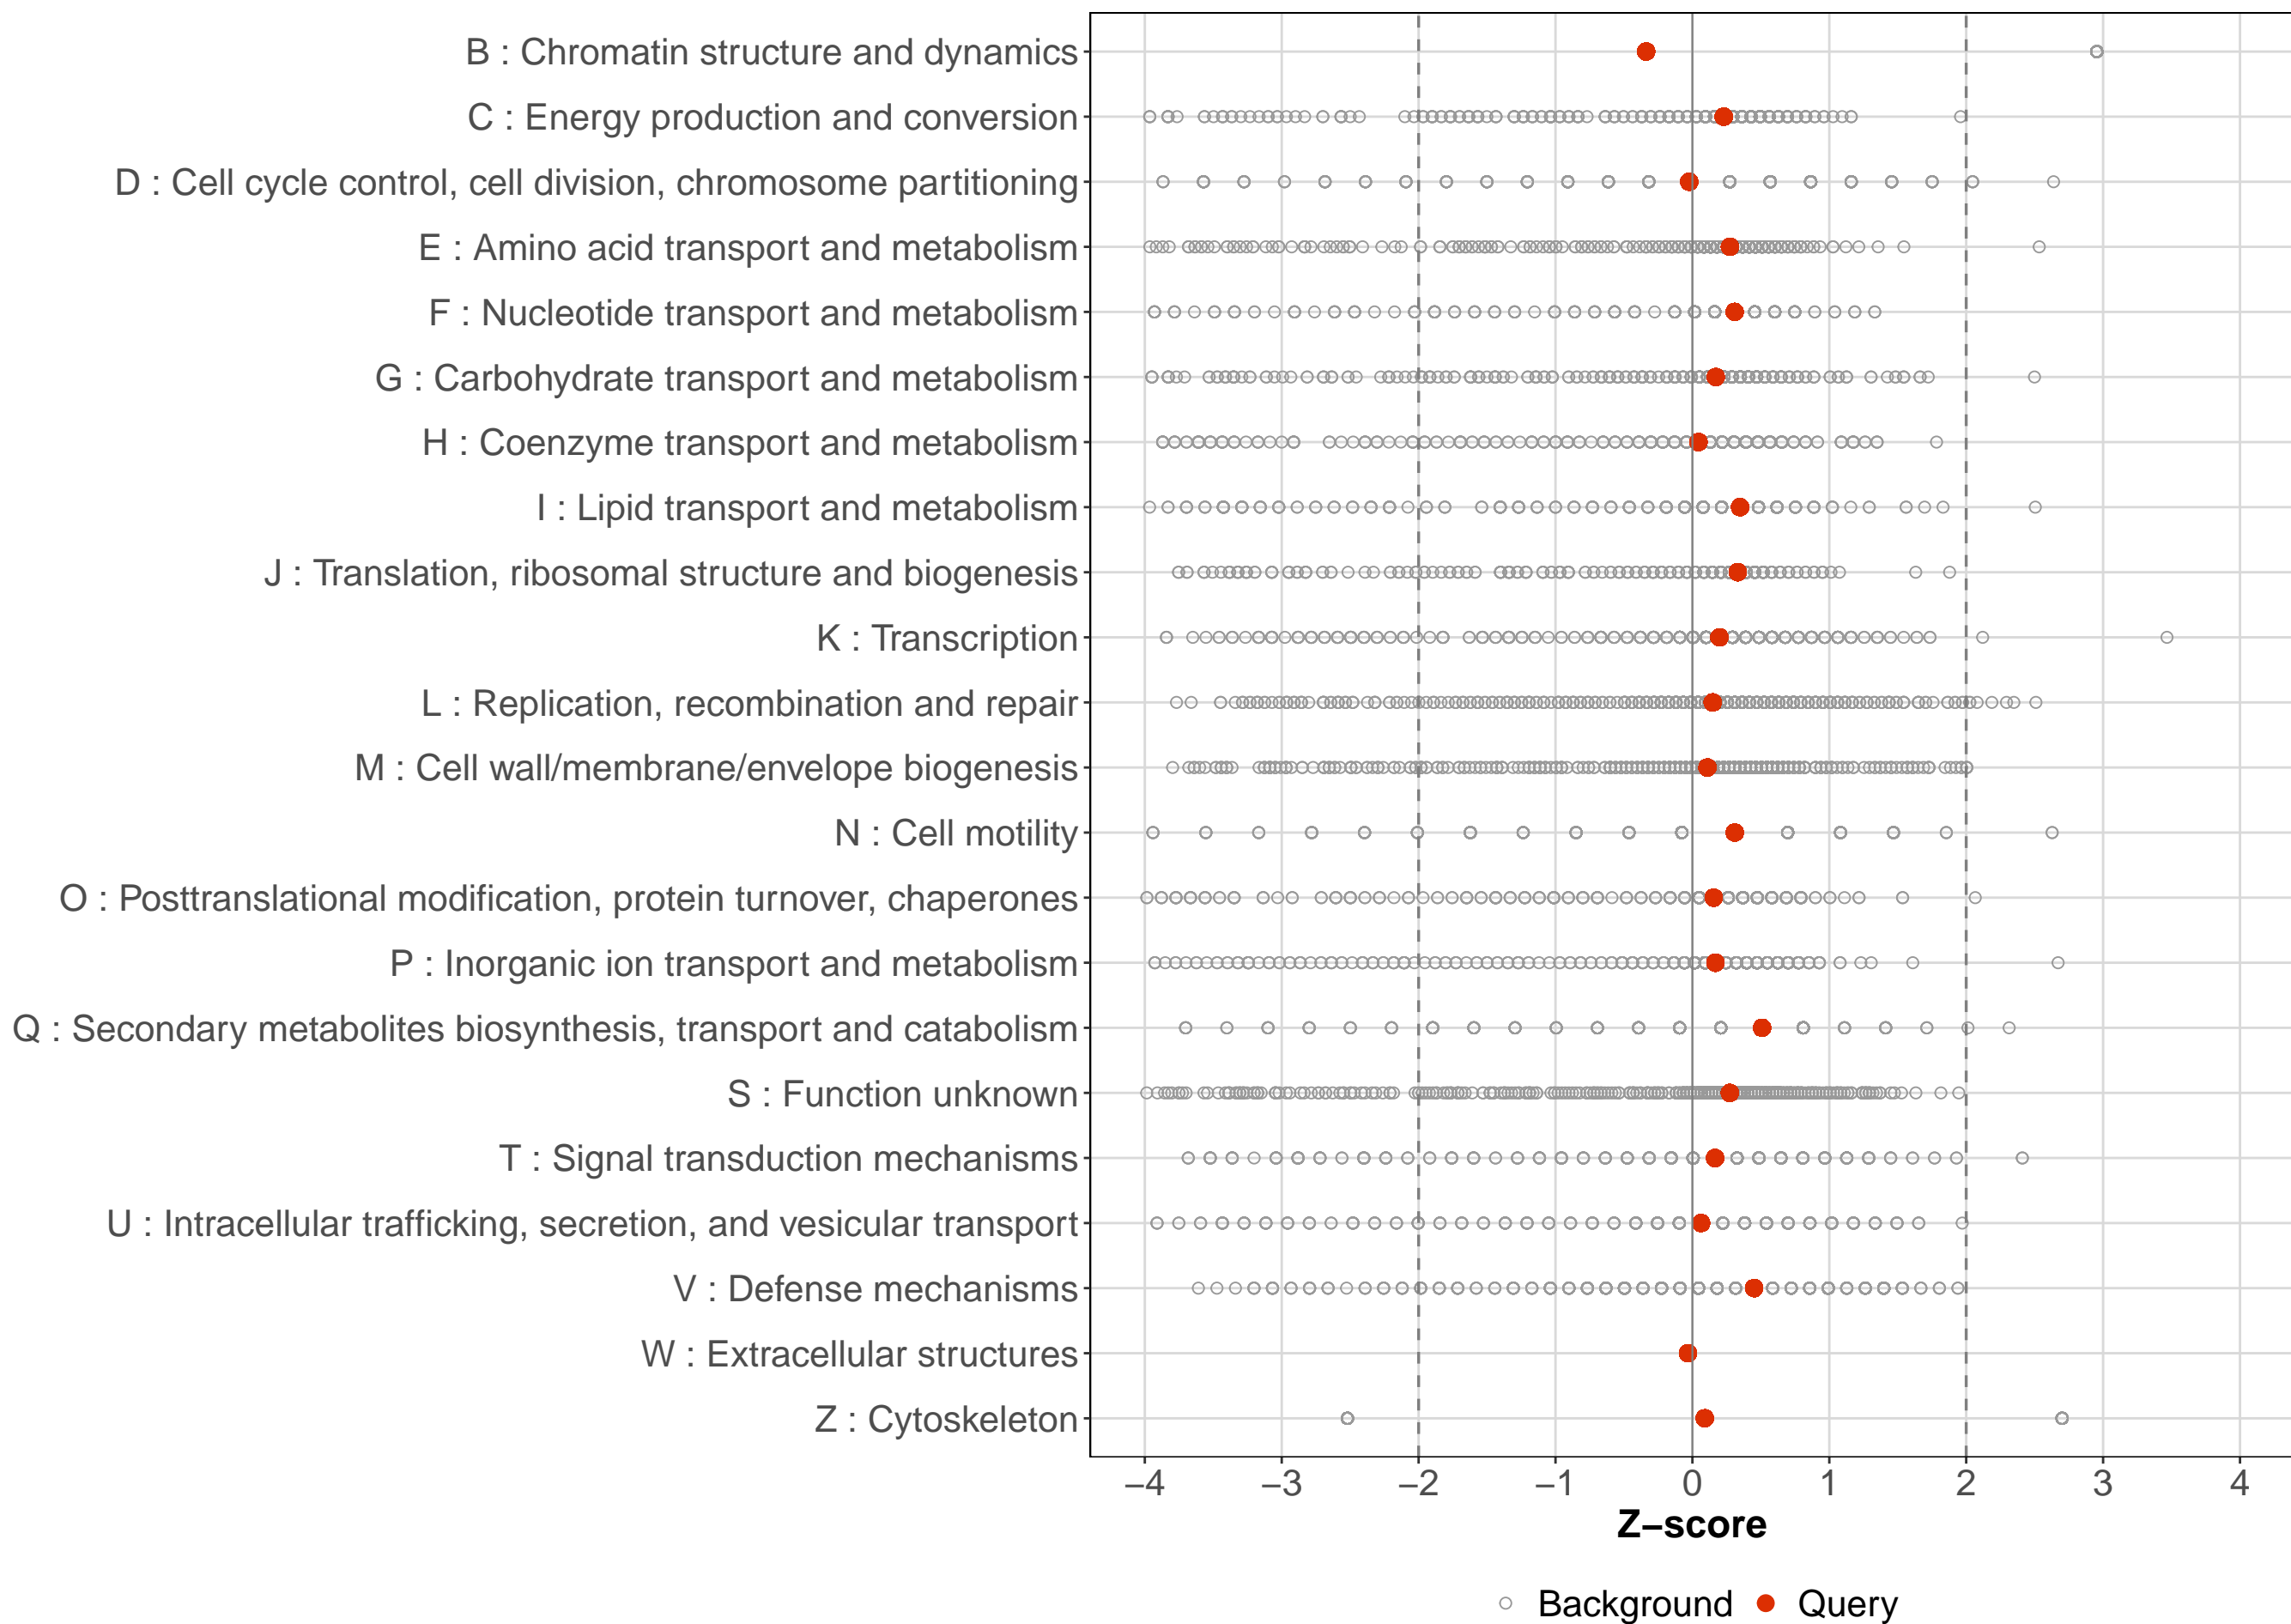 B : Chromatin structure and dynamics
C : Energy production and conversion
D : Cell cycle control, cell division, chromosome partitioning
E : Amino acid transport and metabolism
F : Nucleotide transport and metabolism
G : Carbohydrate transport and metabolism
H : Coenzyme transport and metabolism
I : Lipid transport and metabolism
J : Translation, ribosomal structure and biogenesis
K : Transcription
L : Replication, recombination and repair
M : Cell wall/membrane/envelope biogenesis
N : Cell motility
O : Posttranslational modification, protein turnover, chaperones
P : Inorganic ion transport and metabolism
Q : Secondary metabolites biosynthesis, transport and catabolism
S : Function unknown
T : Signal transduction mechanisms
U : Intracellular trafficking, secretion, and vesicular transport
V : Defense mechanisms
W : Extracellular structures
Z : Cytoskeleton
−4 −3 −2 −1 0 1 2 3 4
Z−score
Background Query